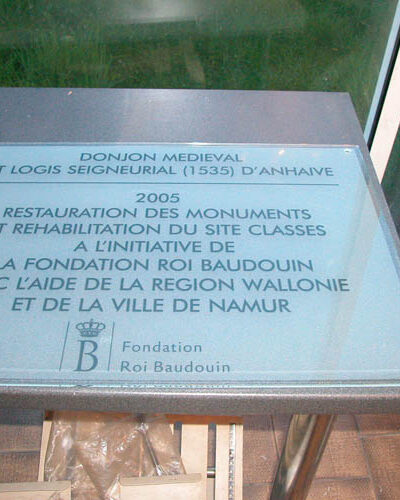 DONJON MEDIEVAL
T LOGIS SEIGNEURIAL (1535) D'ANHAIVE
2005
RESTAURATION DES MONUMENTS
T REHABILITATION DU SITE CLASSES
A L'INITIATIVE DE
A FONDATION ROI BAUDOUIN
C L'AIDE DE LA REGION WALLONIE
ET DE LA VILLE DE NAMUR
B Fondation
Roi Baudouin